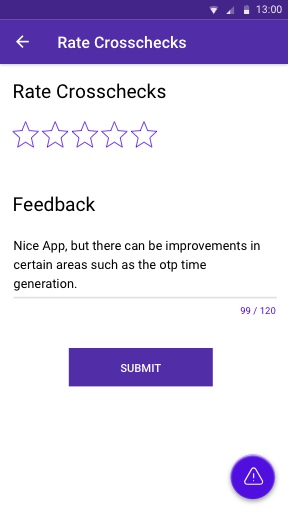 13:00
Rate Crosschecks
Rate Crosschecks
Feedback
Nice App, but there can be improvements in
certain areas such as the otp time
generation.
99 / 120
SUBMIT